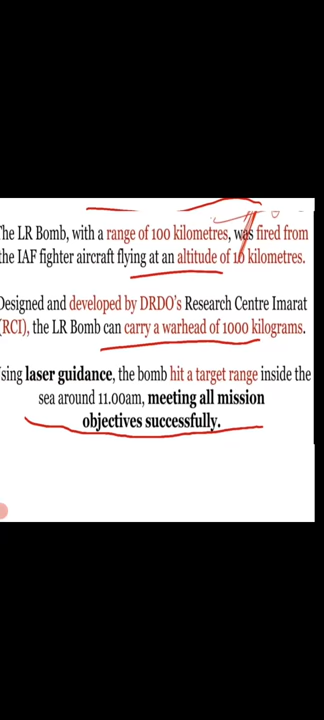 he LR Bomb, with a range of 100 kilometres, was fired from
the IAF fighter aircraft flying at an altitude of 10 kilometres.
Designed and developed by DRDO's Research Centre Imarat
(RCI), the LR Bomb can carry a warhead of 1000 kilograms.
sing laser guidance, the bomb hit a target range inside the
sea around 11.00am, meeting all mission
objectives successfully.